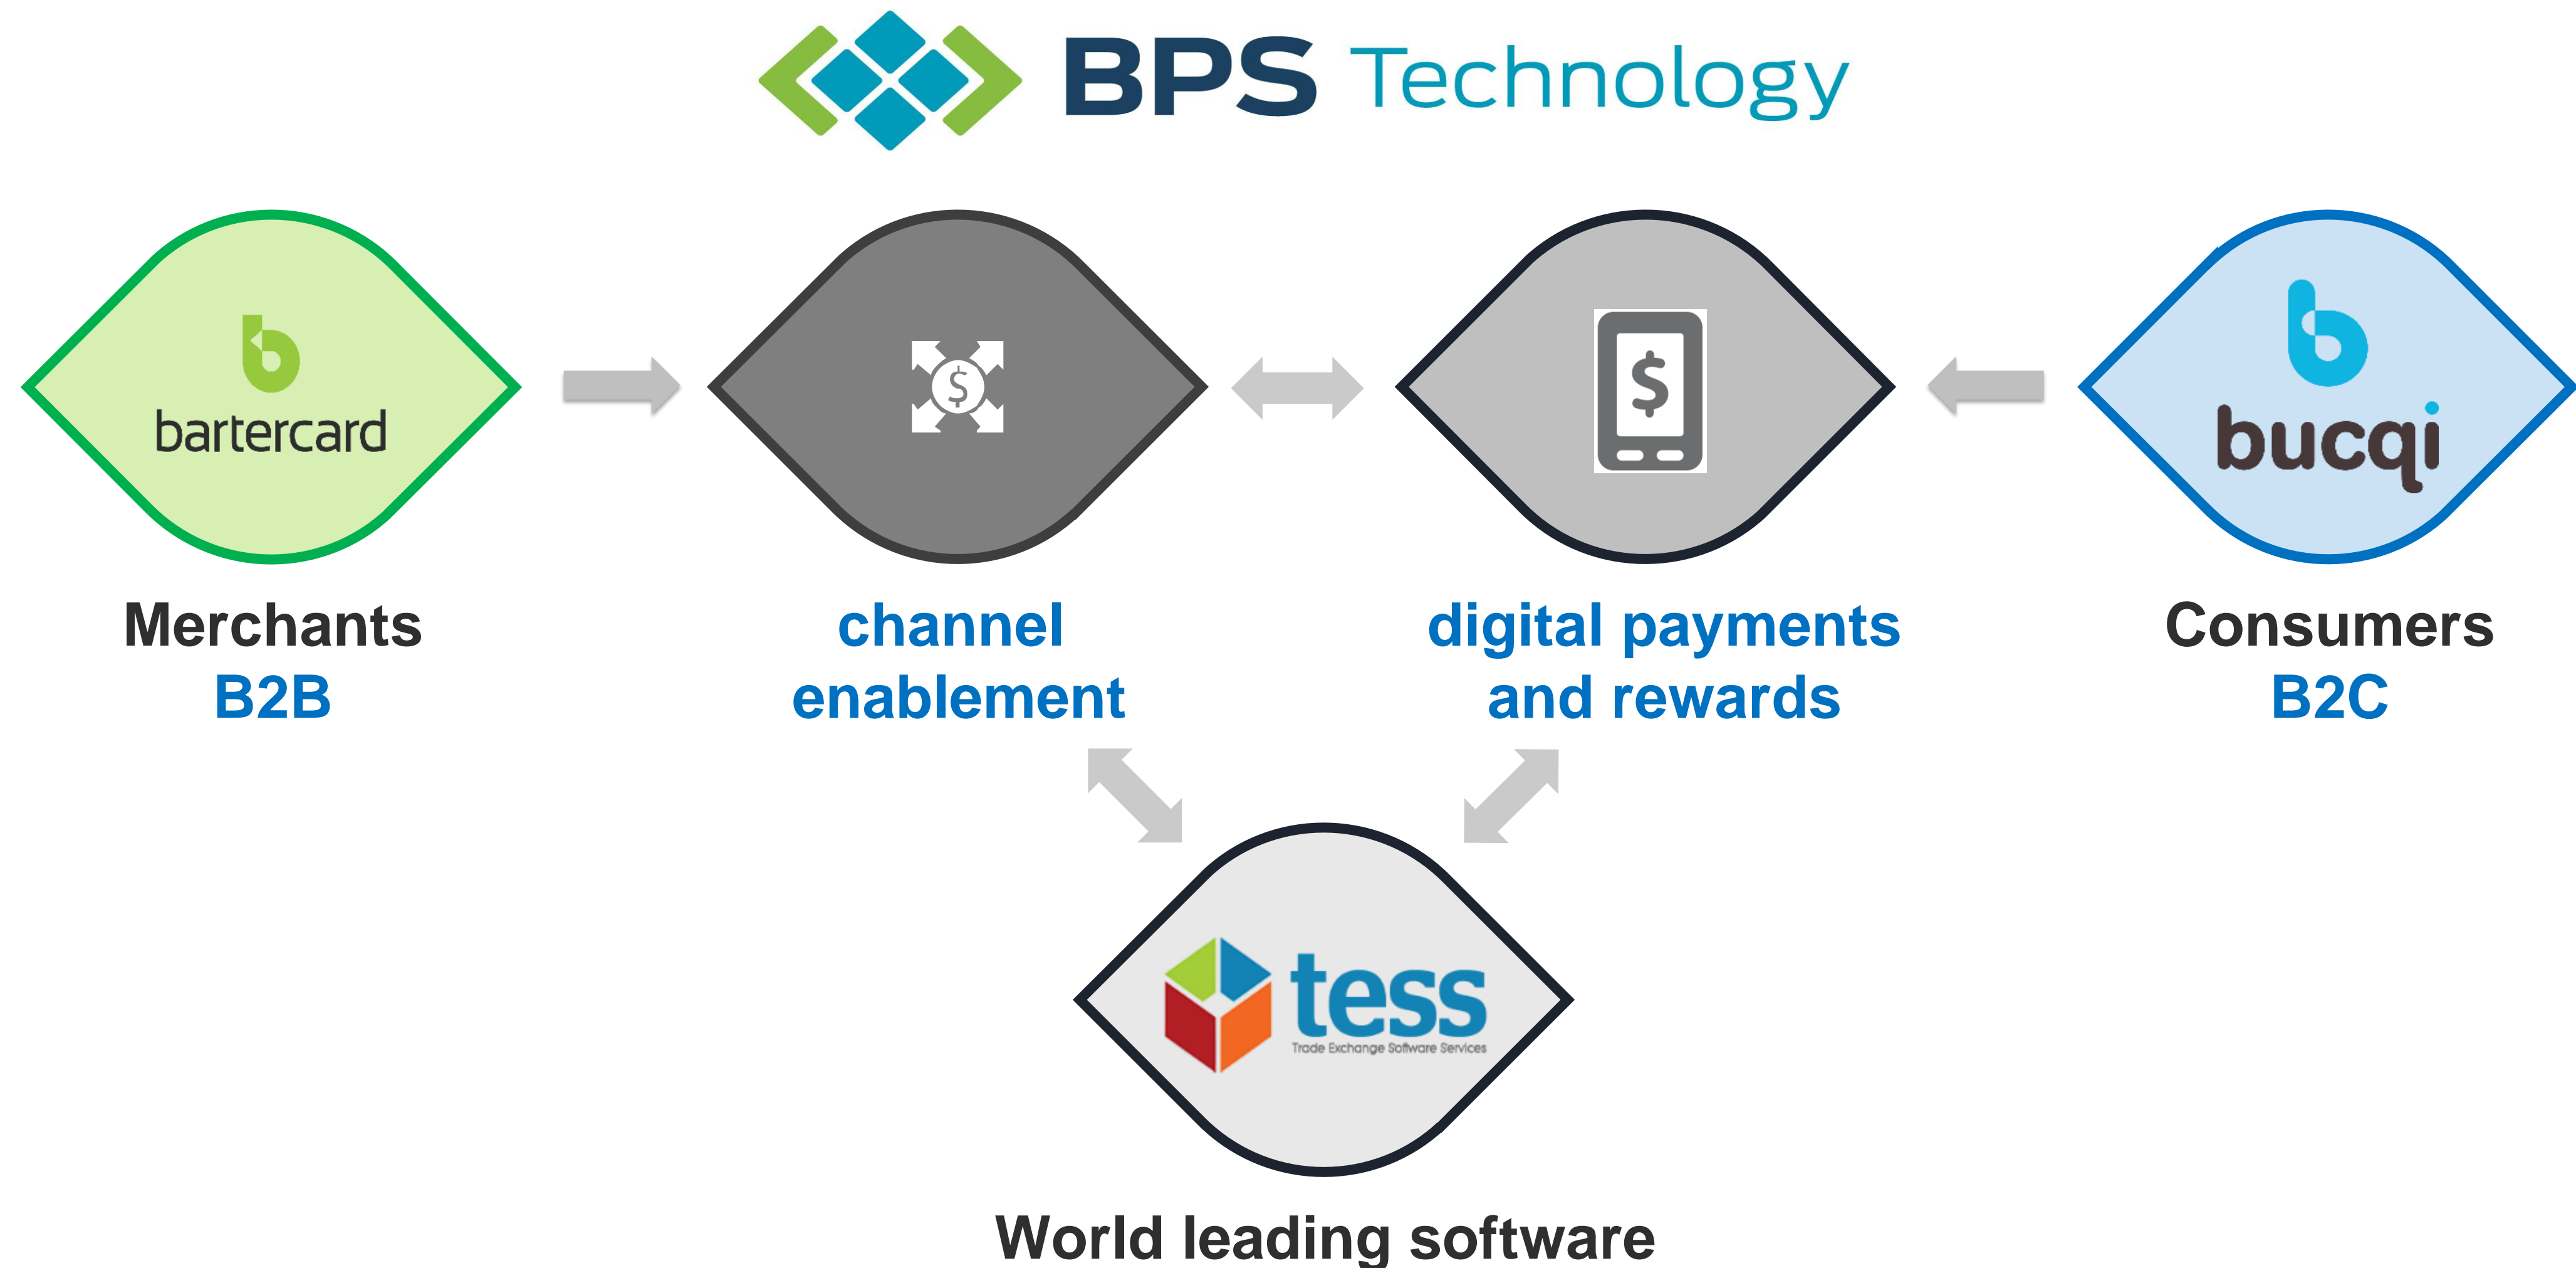 BPS Technology
bartercard
$
$
bucqi
Merchants
B2B
channel
enablement
digital payments
and rewards
Consumers
B2C
tess
Trade Exchange Software Services
World leading software